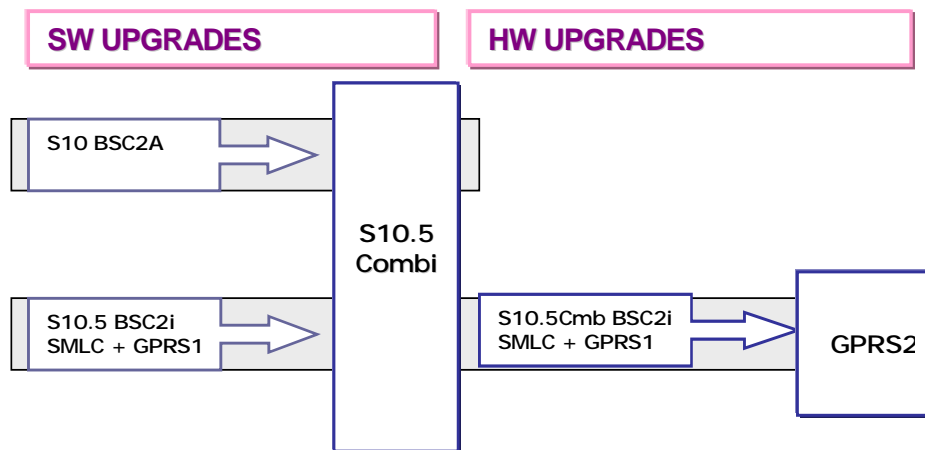 SW UPGRADES
HW UPGRADES
S10 BSC2A
S10.5
Combi
S10.5 BSC2i
SMLC + GPRS1
S10.5Cmb BSC2i
SMLC + GPRS1
GPRS2